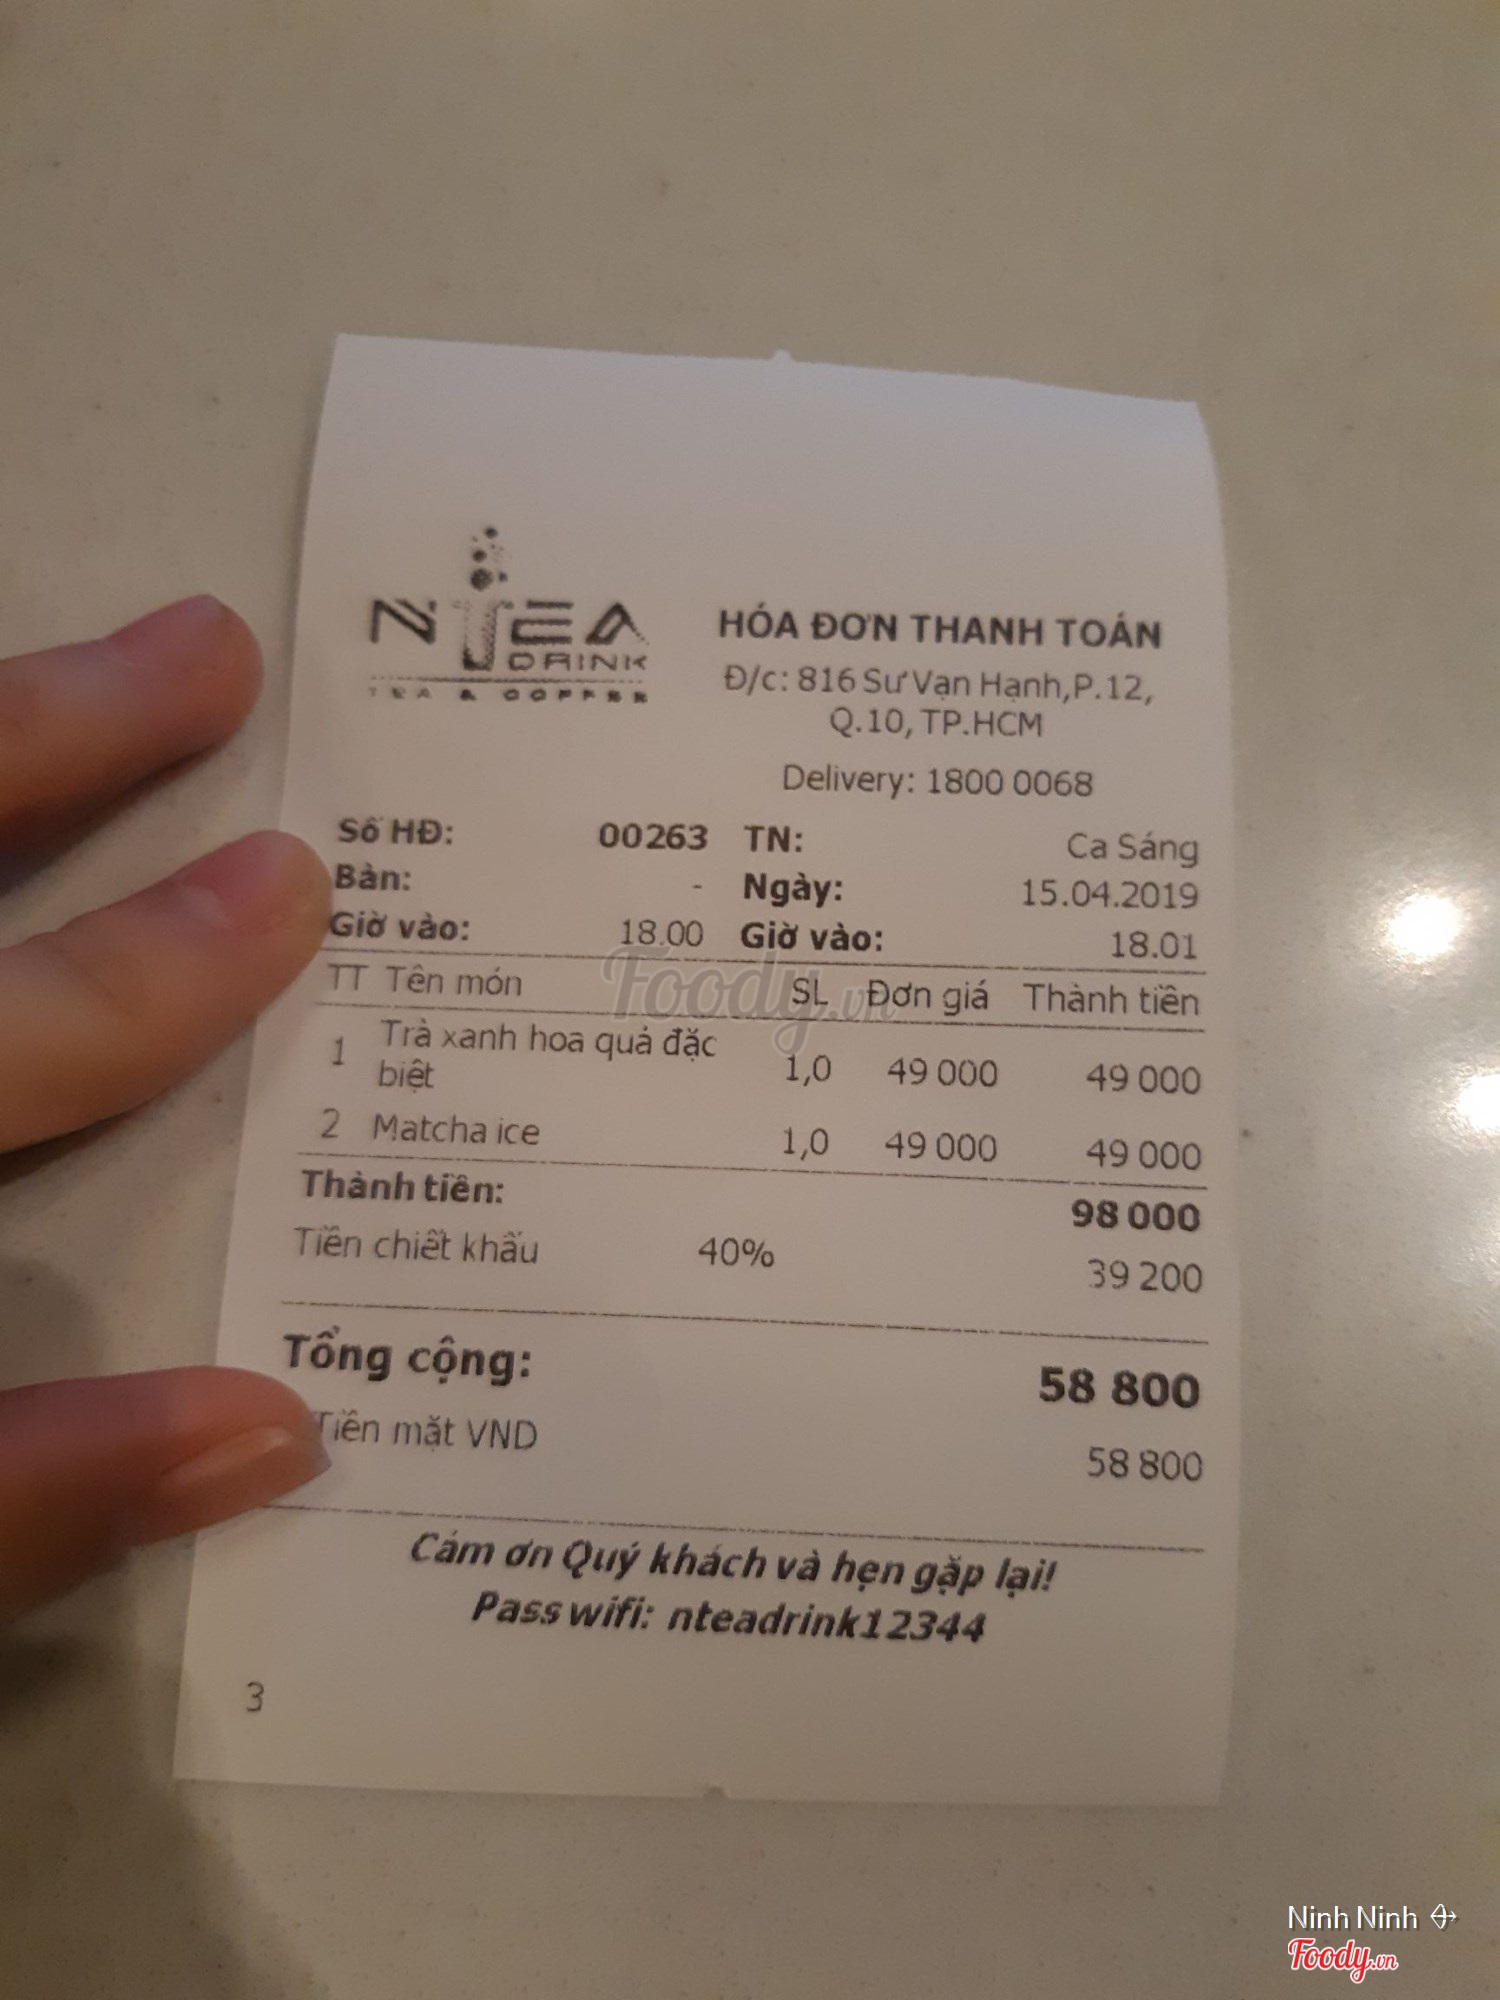 NTEA
DRINK
TEA & COFFEE
HÓA ĐƠN THANH TOÁN
Đ/c: 816 Sư Vạn Hạnh,P.12,
Q.10, TP.HCM
Delivery: 1800 0068
Số HĐ: 00263 TN: Ca Sáng
Bàn: - Ngày: 15.04.2019
Giờ vào: 18.00 Giờ vào: 18.01
TT Tên món SL Đơn giá Thành tiền
1 Trà xanh hoa quả đặc
biệt 1,0 49 000 49 000
2 Matcha ice 1,0 49 000 49 000
Thành tiền: 98 000
Tiền chiết khấu 40% 39 200
Tổng cộng: 58 800
Tiền mặt VND 58 800
Cám ơn Quý khách và hẹn gặp lại!
Pass wifi: nteadrink12344
3
Foody.vn
Ninh Ninh
Foody.vn